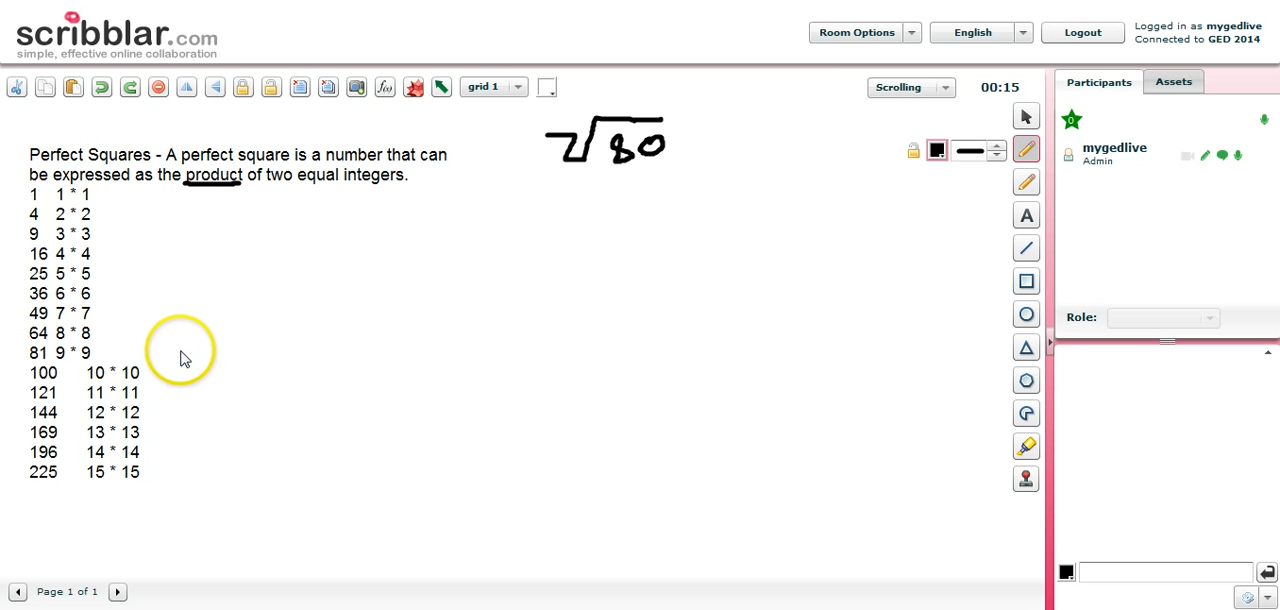 scribblar.com
simple, effective online collaboration
Room Options
English
Logout
Logged in as mygedlive
Connected to GED 2014
f(x)
grid 1
Scrolling
00:15
Participants
Assets
0
mygedlive
Admin
Role:
7√80
Perfect Squares - A perfect square is a number that can
be expressed as the product of two equal integers.
1 1 * 1
4 2 * 2
9 3 * 3
16 4 * 4
25 5 * 5
36 6 * 6
49 7 * 7
64 8 * 8
81 9 * 9
100 10 * 10
121 11 * 11
144 12 * 12
169 13 * 13
196 14 * 14
225 15 * 15
A
Page 1 of 1